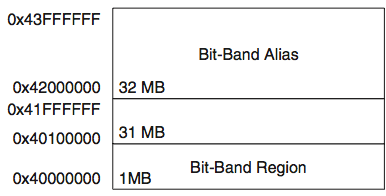 0x43FFFFFF
Bit-Band Alias
0x42000000 32 MB
0x41FFFFFF
0x40100000 31 MB
Bit-Band Region
0x40000000 1MB